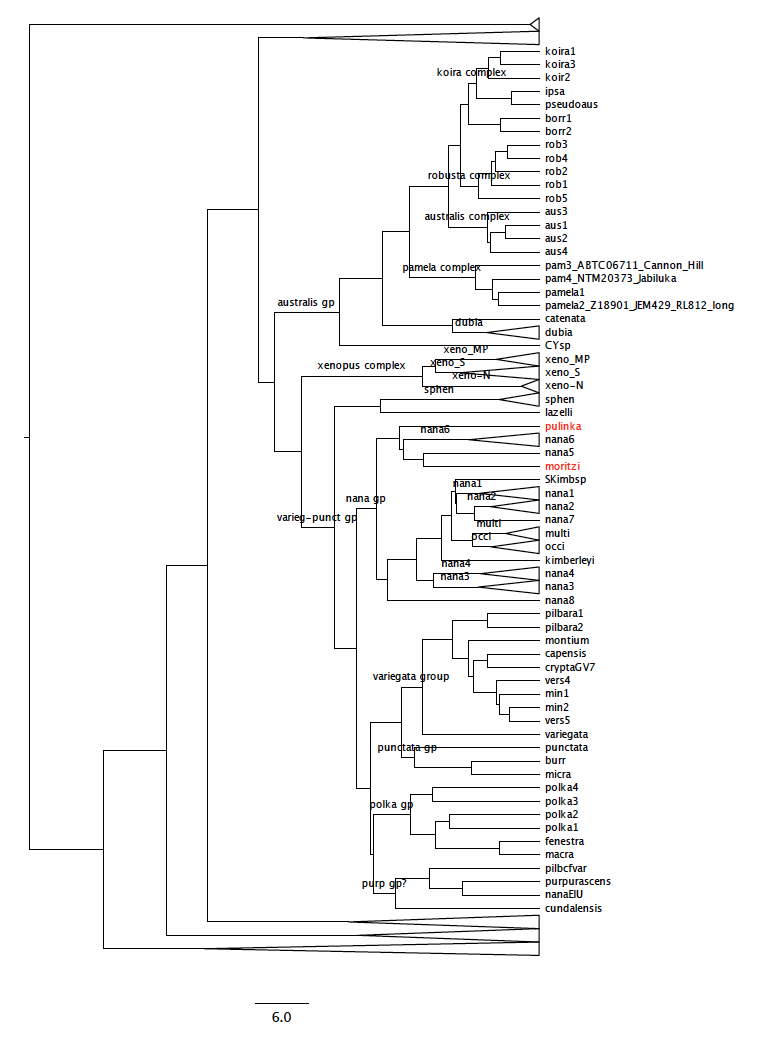 koira1
koira3
koira complex
koir2
ipsa
pseudoaus
borr1
borr2
rob3
rob4
rob2
robusta complex
rob1
rob5
aus3
australis complex
aus1
aus2
aus4
pam3_ABTC06711_Cannon_Hill
pamela complex
pam4_NTM20373_Jabiluka
pamela1
australis gp
pamela2_Z18901_JEM429_RL812_long
catenata
dubia
dubia
CYsp
xeno_MP
xeno_MP
xenopus complex
xeno_S
xeno_S
xeno-N
xeno-N
sphen
sphen
lazelli
pulinka
nana6
nana6
nana5
moritzi
SKimbsp
nana1
nana1
nana gp
nana2
nana2
varieg-punct gp
nana7
multi
multi
occi
occi
kimberleyi
nana4
nana4
nana3
nana3
nana8
pilbara1
pilbara2
montium
capensis
cryptaGV7
variegata group
vers4
min1
min2
vers5
variegata
punctata gp
punctata
burr
micra
polka4
polka3
polka gp
polka2
polka1
fenestra
macra
pilbcfvar
purp gp?
purpurascens
nanaEIU
cundalensis
6.0